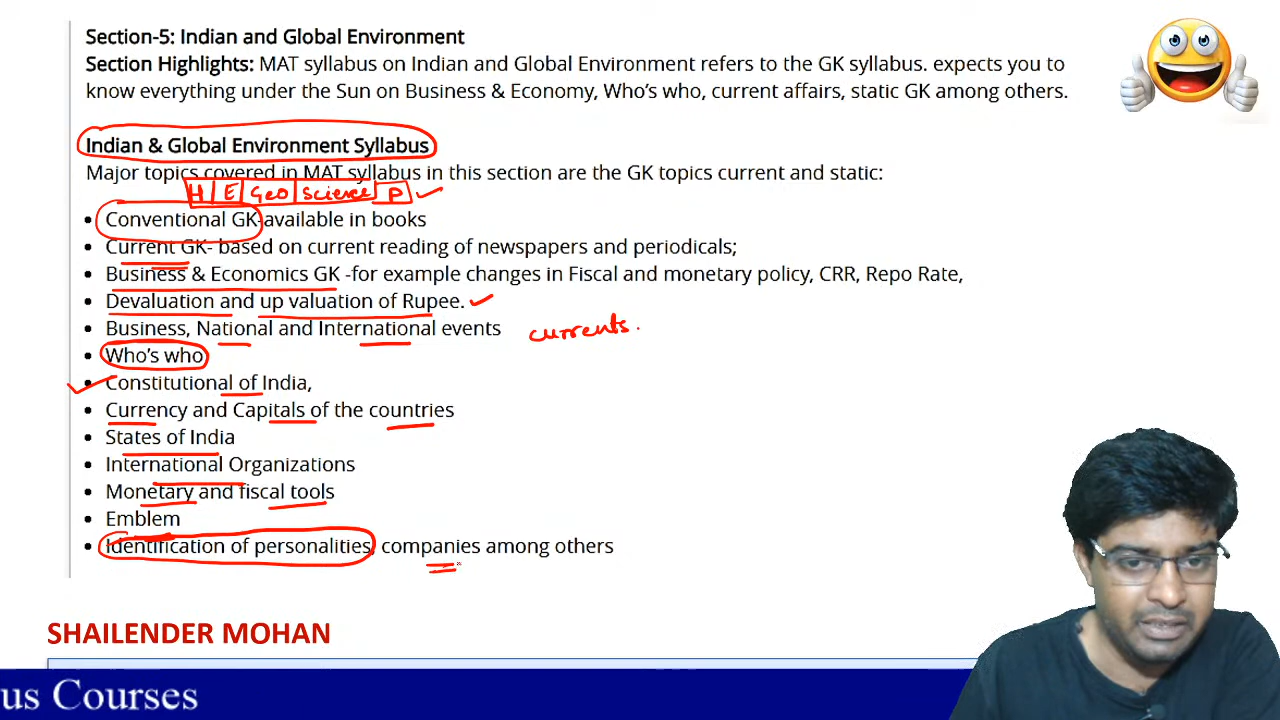 Section-5: Indian and Global Environment
Section Highlights: MAT syllabus on Indian and Global Environment refers to the GK syllabus. expects you to
know everything under the Sun on Business & Economy, Who's who, current affairs, static GK among others.
Indian & Global Environment Syllabus
Major topics covered in MAT syllabus in this section are the GK topics current and static:
H E Geo Science P
• Conventional GK-available in books
• Current GK- based on current reading of newspapers and periodicals;
• Business & Economics GK -for example changes in Fiscal and monetary policy, CRR, Repo Rate,
• Devaluation and up valuation of Rupee.
• Business, National and International events currents.
• Who's who
• Constitutional of India,
• Currency and Capitals of the countries
• States of India
• International Organizations
• Monetary and fiscal tools
• Emblem
• Identification of personalities, companies among others
SHAILENDER MOHAN
us Courses